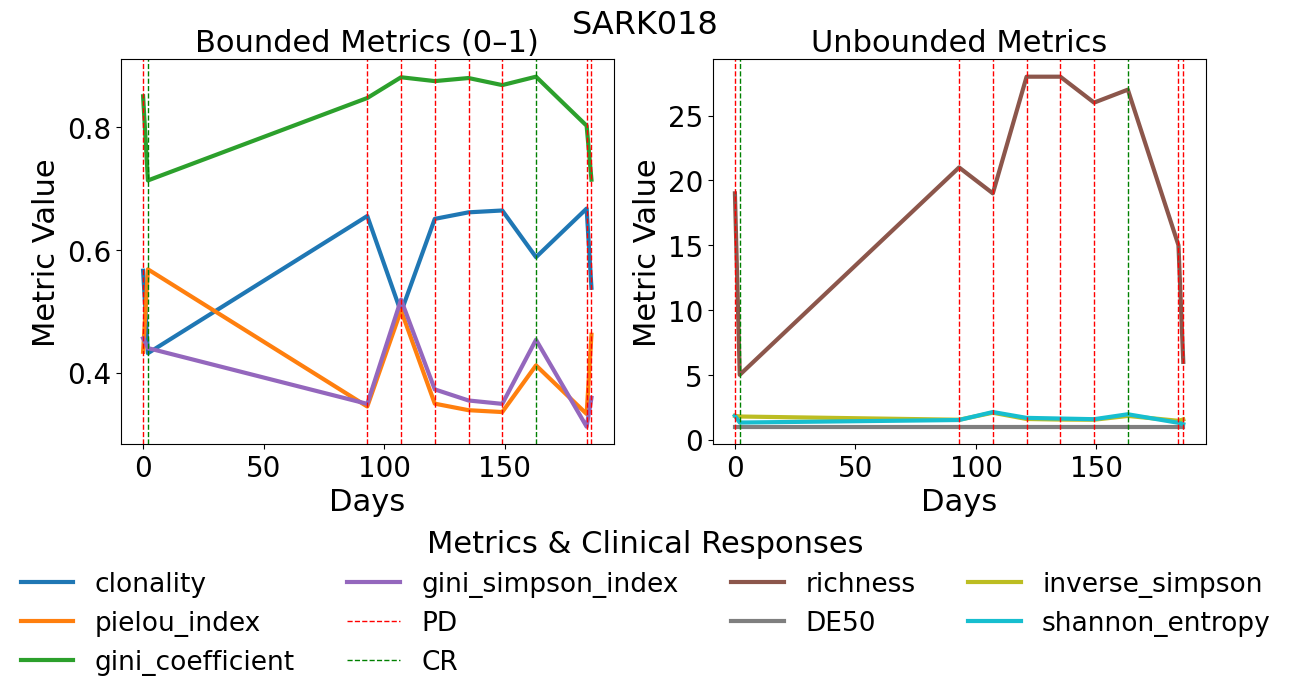 SARK018
Bounded Metrics (0–1)
Unbounded Metrics
Metric Value
0.8
0.6
0.4
0
50
100
150
Days
Metric Value
25
20
15
10
5
0
0
50
100
150
Days
Metrics & Clinical Responses
clonality
pielou_index
gini_coefficient
gini_simpson_index
PD
CR
richness
DE50
inverse_simpson
shannon_entropy